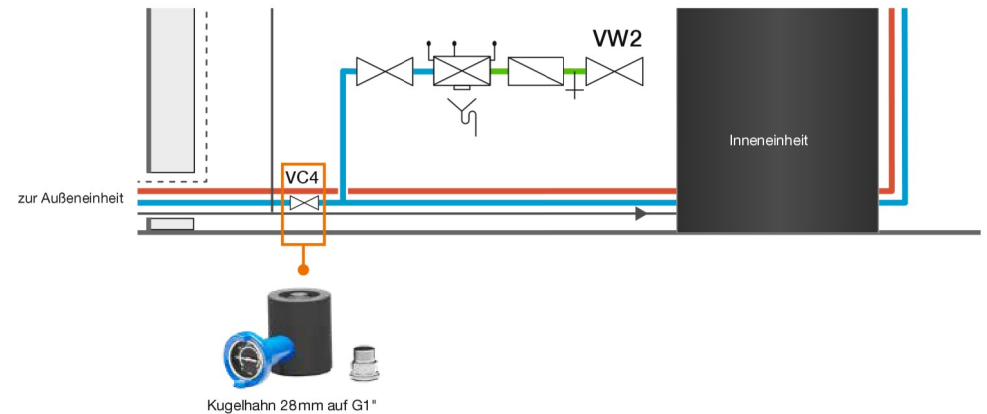 VW2
Inneneinheit
VC4
zur Außeneinheit
Kugelhahn 28mm auf G1"